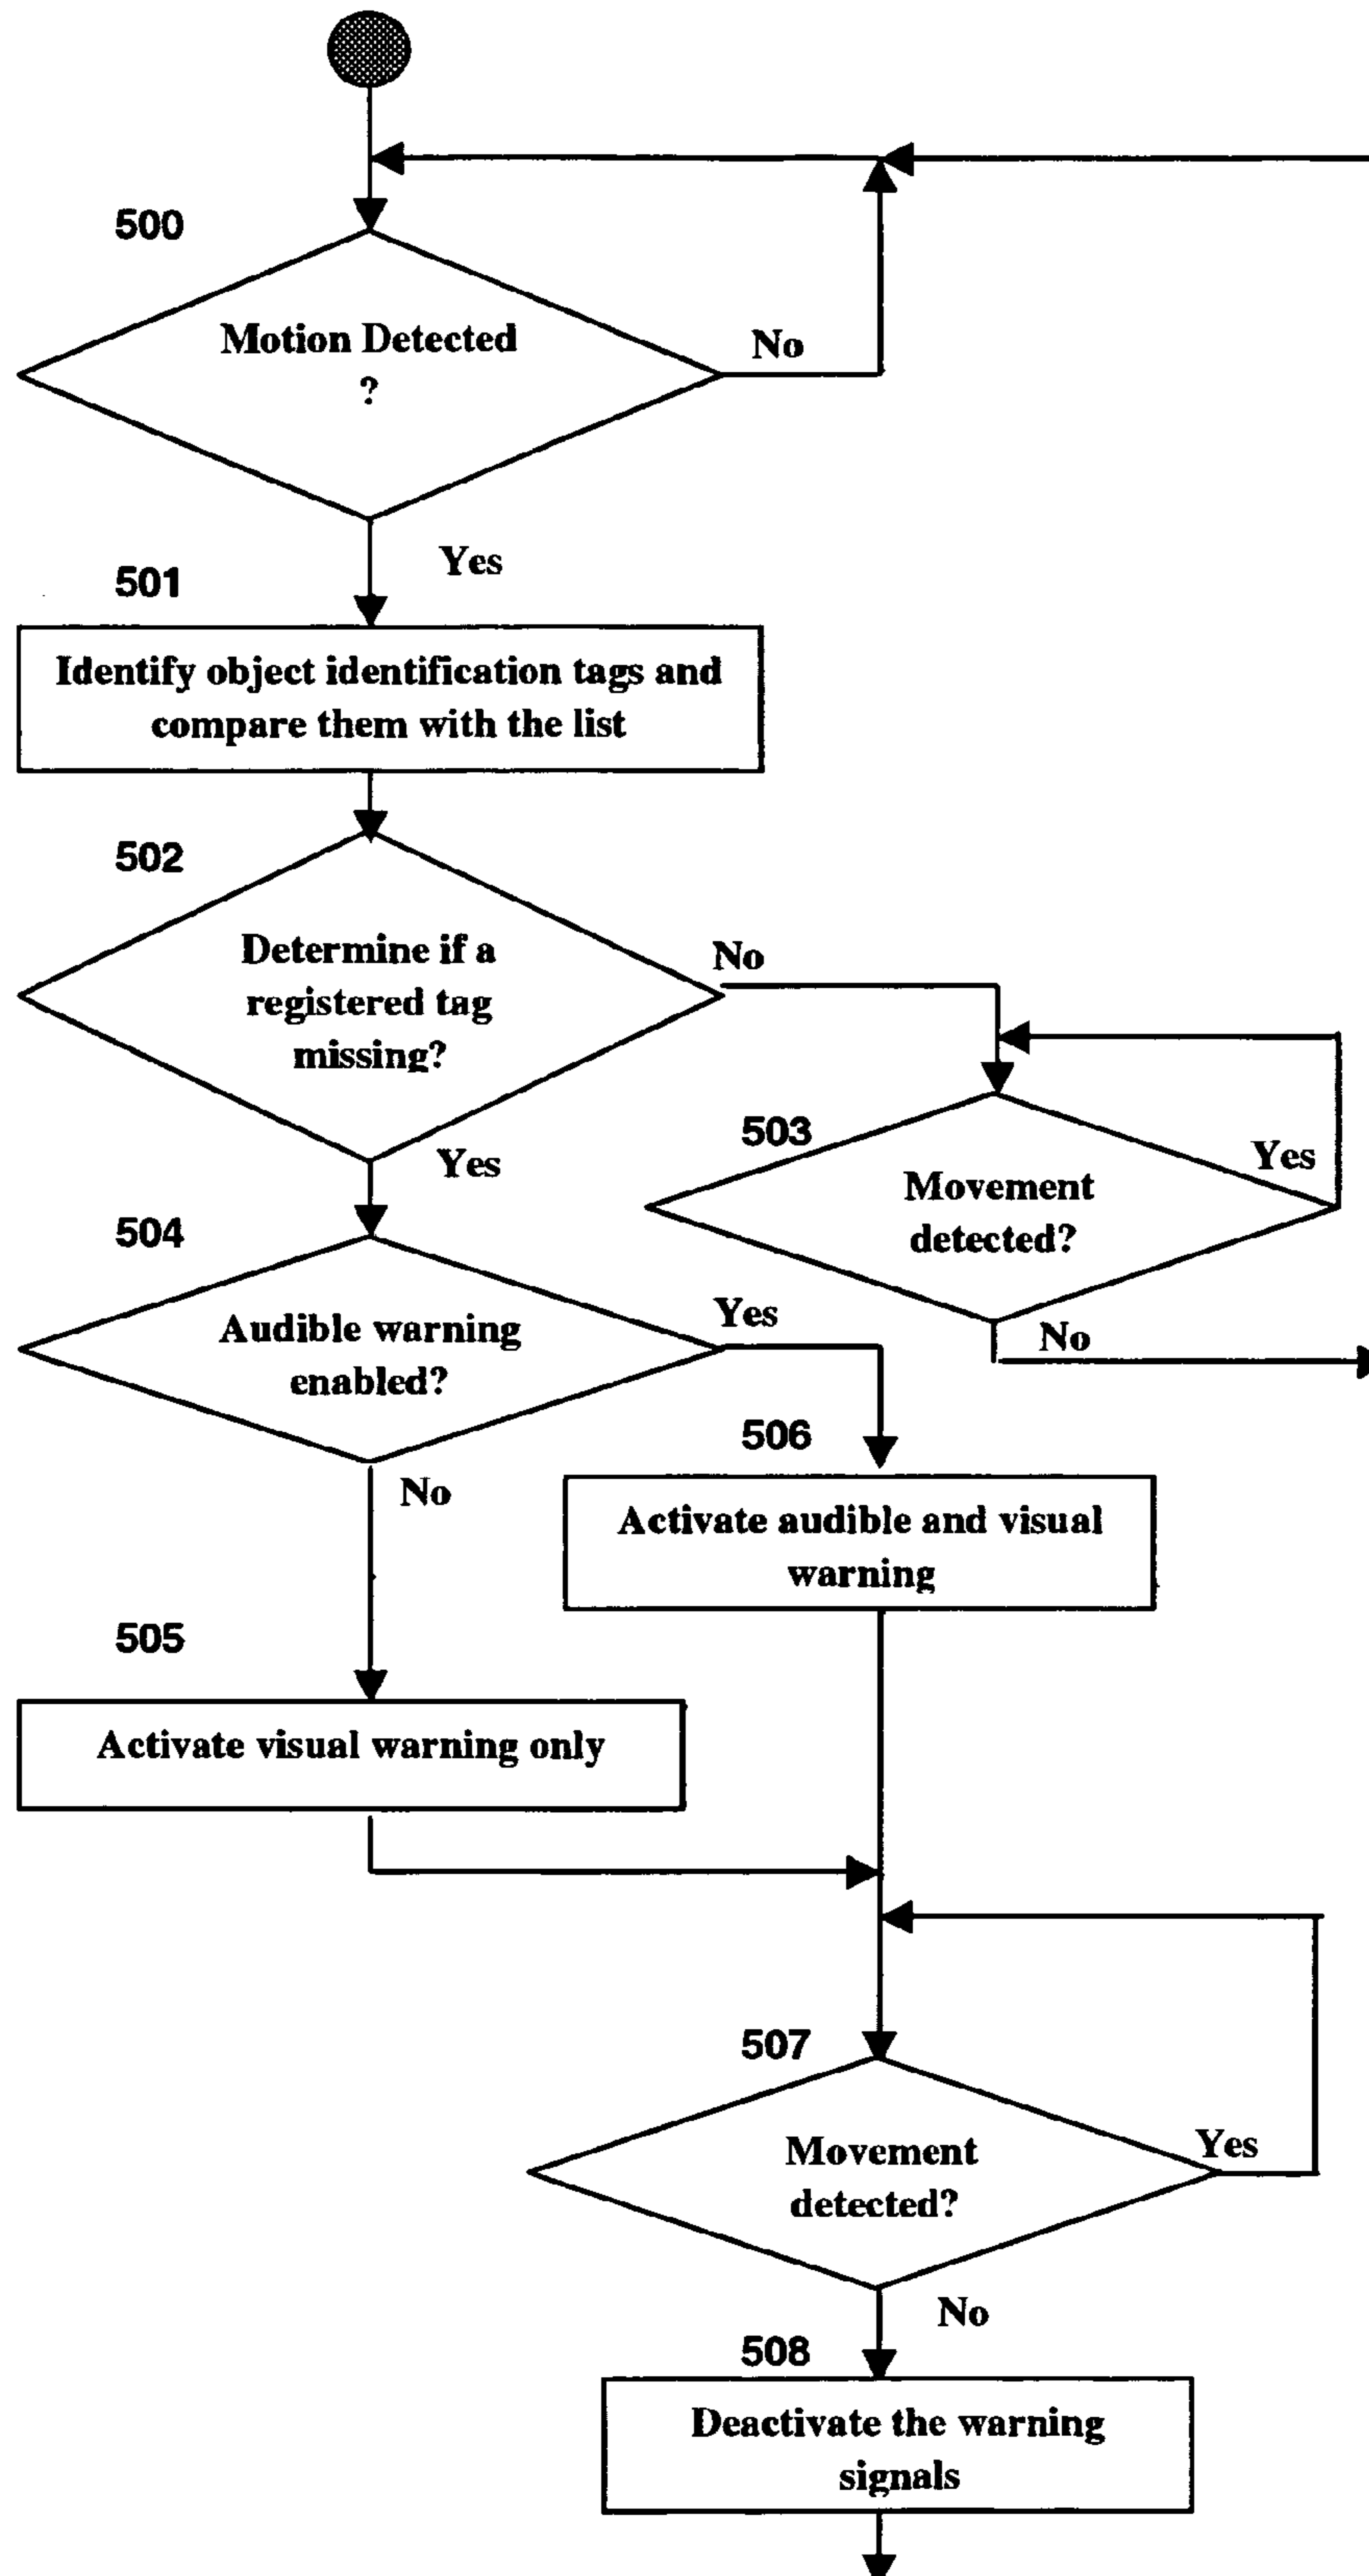 500
Motion Detected
?
No
Yes
501
Identify object identification tags and
compare them with the list
502
Determine if a
registered tag
missing?
No
Yes
503
Movement
detected?
Yes
No
504
Audible warning
enabled?
Yes
No
506
Activate audible and visual
warning
505
Activate visual warning only
507
Movement
detected?
Yes
No
508
Deactivate the warning
signals